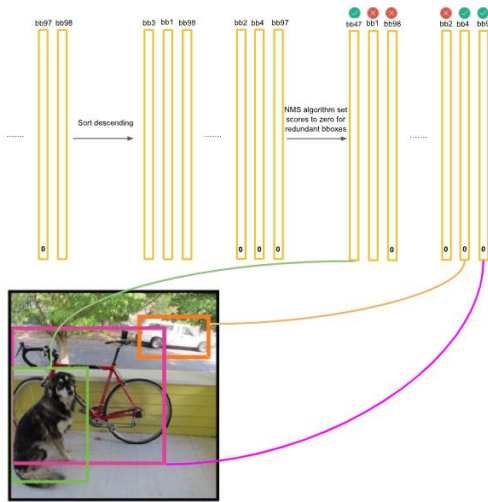 bb97 bb98
bb3 bb1 bb98
bb2 bb4 bb97
bb47 bb1 bb98
bb2 bb4
Sort descending
NMS algorithm set
scores to zero for
redundant bboxes
........
........
........
0
0 0 0
0
0 0 0